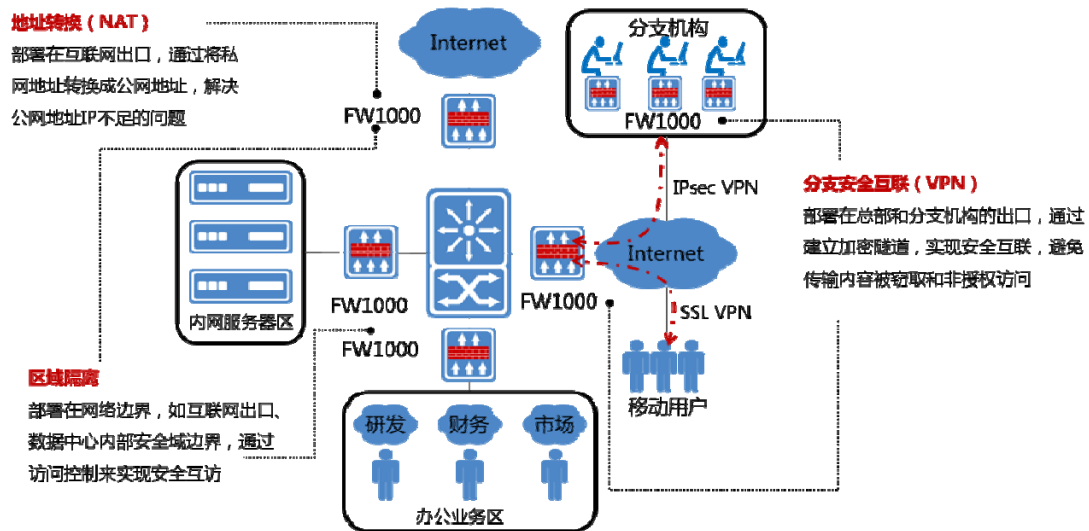 地址转换（NAT）
部署在互联网出口，通过将私
网地址转换成公网地址，解决
公网地址IP不足的问题
Internet
FW1000
分支机构
FW1000
IPsec VPN
分支安全互联（VPN）
部署在总部和分支机构的出口，通过
建立加密隧道，实现安全互联，避免
传输内容被窃取和非授权访问
Internet
FW1000
FW1000
内网服务器区
SSL VPN
FW1000
移动用户
区域隔离
部署在网络边界，如互联网出口、
数据中心内部安全域边界，通过
访问控制来实现安全互访
研发
财务
市场
办公业务区